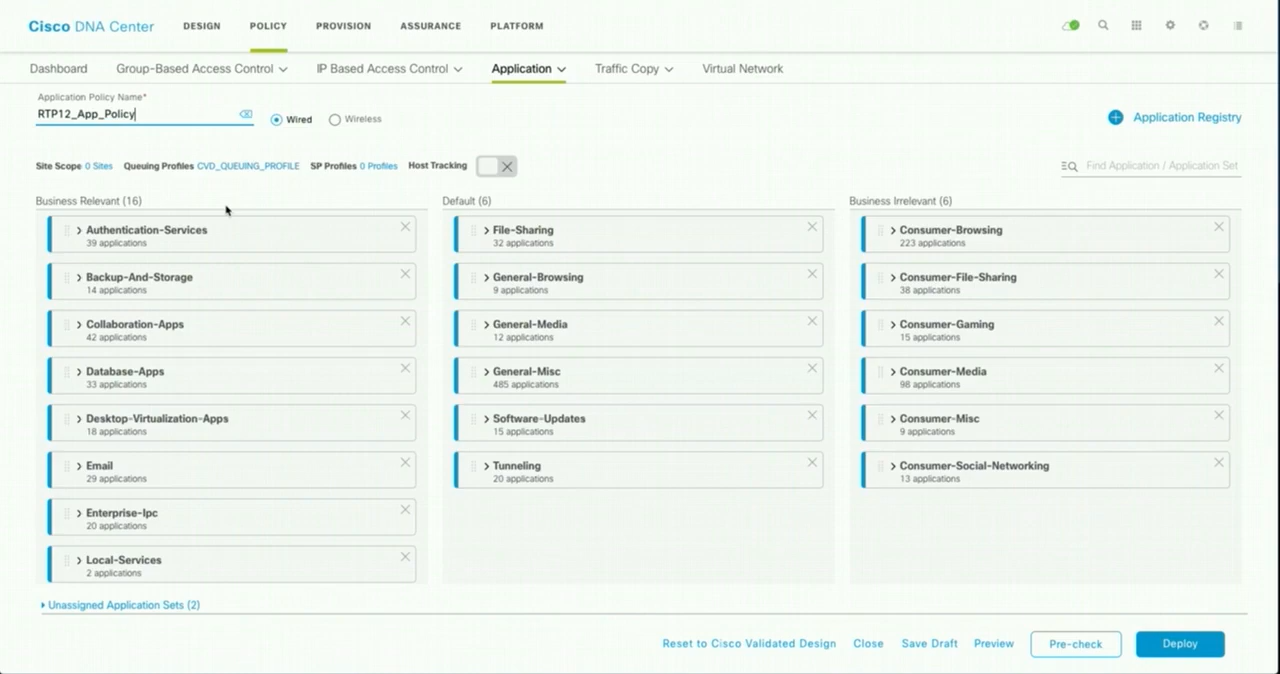 Cisco DNA Center DESIGN POLICY PROVISION ASSURANCE PLATFORM
Dashboard Group-Based Access Control IP Based Access Control Application Traffic Copy Virtual Network
Application Policy Name*
RTP12_App_Policy Wired Wireless Application Registry
Site Scope 0 Sites Queuing Profiles CVD_QUEUING_PROFILE SP Profiles 0 Profiles Host Tracking Find Application / Application Set
Business Relevant (16)
Authentication-Services
39 applications
Backup-And-Storage
14 applications
Collaboration-Apps
42 applications
Database-Apps
33 applications
Desktop-Virtualization-Apps
18 applications
Email
29 applications
Enterprise-Ipc
20 applications
Local-Services
2 applications
Default (6)
File-Sharing
32 applications
General-Browsing
9 applications
General-Media
12 applications
General-Misc
485 applications
Software-Updates
15 applications
Tunneling
20 applications
Business Irrelevant (6)
Consumer-Browsing
223 applications
Consumer-File-Sharing
38 applications
Consumer-Gaming
15 applications
Consumer-Media
98 applications
Consumer-Misc
9 applications
Consumer-Social-Networking
13 applications
Unassigned Application Sets (2)
Reset to Cisco Validated Design Close Save Draft Preview Pre-check Deploy